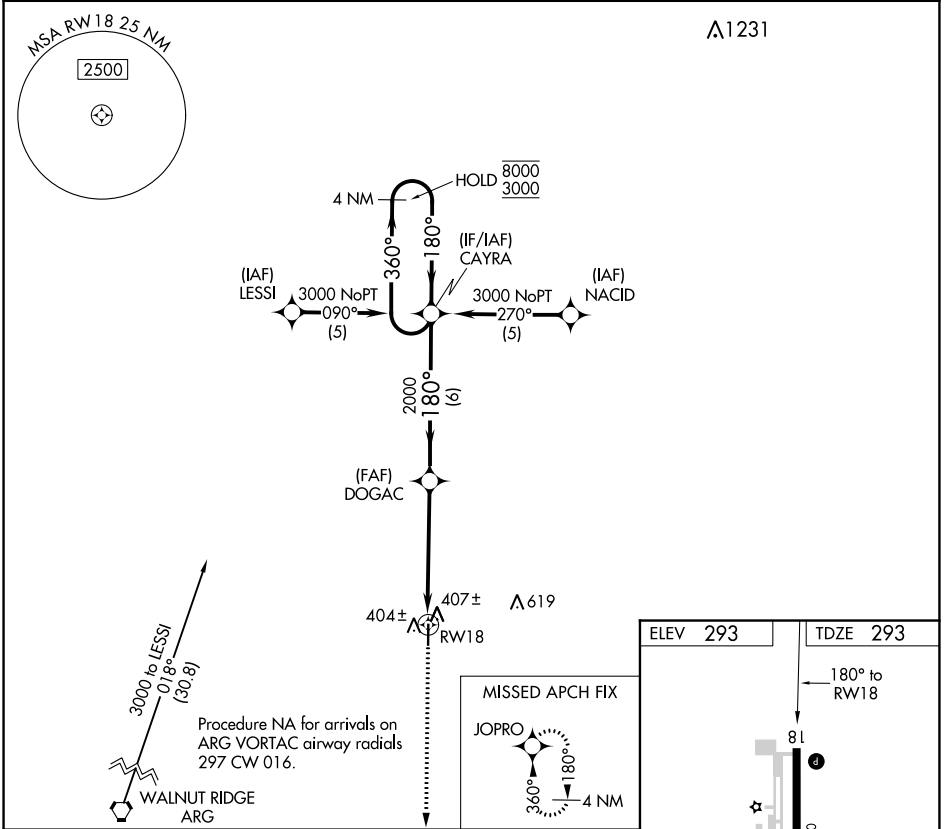 MSA RW18 25 NM
2500
1231
HOLD 8000
3000
4 NM
360°
180°
(IF/IAF)
CAYRA
(IAF)
LESSI
3000 NoPT
090°
(5)
3000 NoPT
270°
(5)
(IAF)
NACID
2000
180°
(6)
(FAF)
DOGAC
404±
407±
619
RW18
3000 to LESSI
018°
(30.8)
Procedure NA for arrivals on
ARG VORTAC airway radials
297 CW 016.
WALNUT RIDGE
ARG
MISSED APCH FIX
JOPRO
360°
180°
4 NM
ELEV 293
TDZE 293
180° to
RW18
18
P